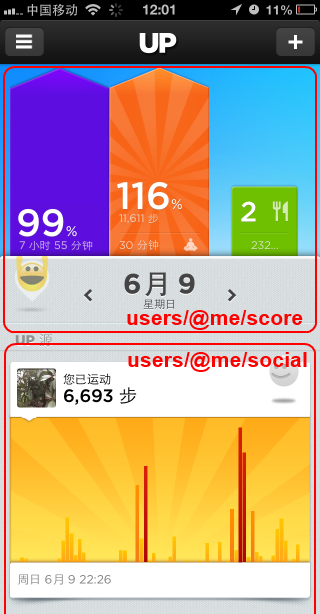 中国移动 12:01 11%
UP
99%
7 小时 55 分钟
116%
11,611 步
30 分钟
2
232...
6月 9
星期日
users/@me/score
UP 源
users/@me/social
您已运动
6,693 步
周日 6月 9 22:26